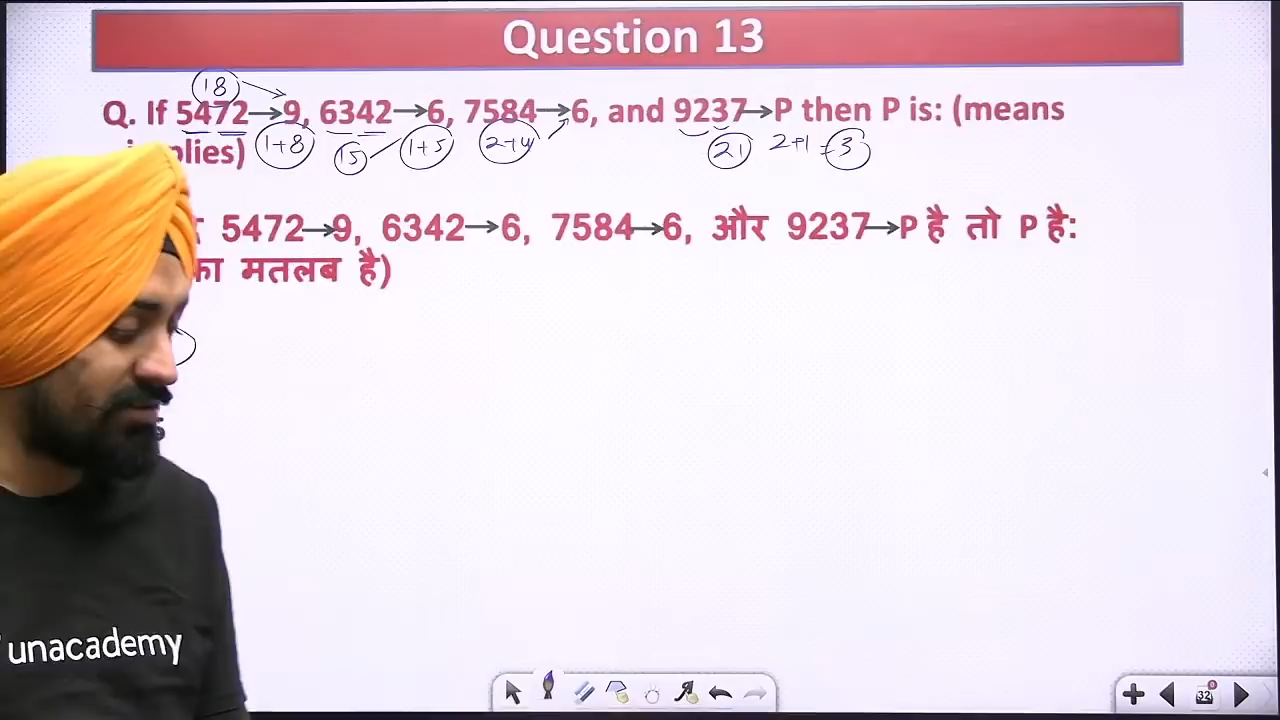 Question 13
18
Q. If 5472→9, 6342→6, 7584→6, and 9237→P then P is: (means
1+8 15 1+5 2+4 21 2+1 =3
5472→9, 6342→6, 7584→6, और 9237→P है तो P है:
का मतलब है)
unacademy
32